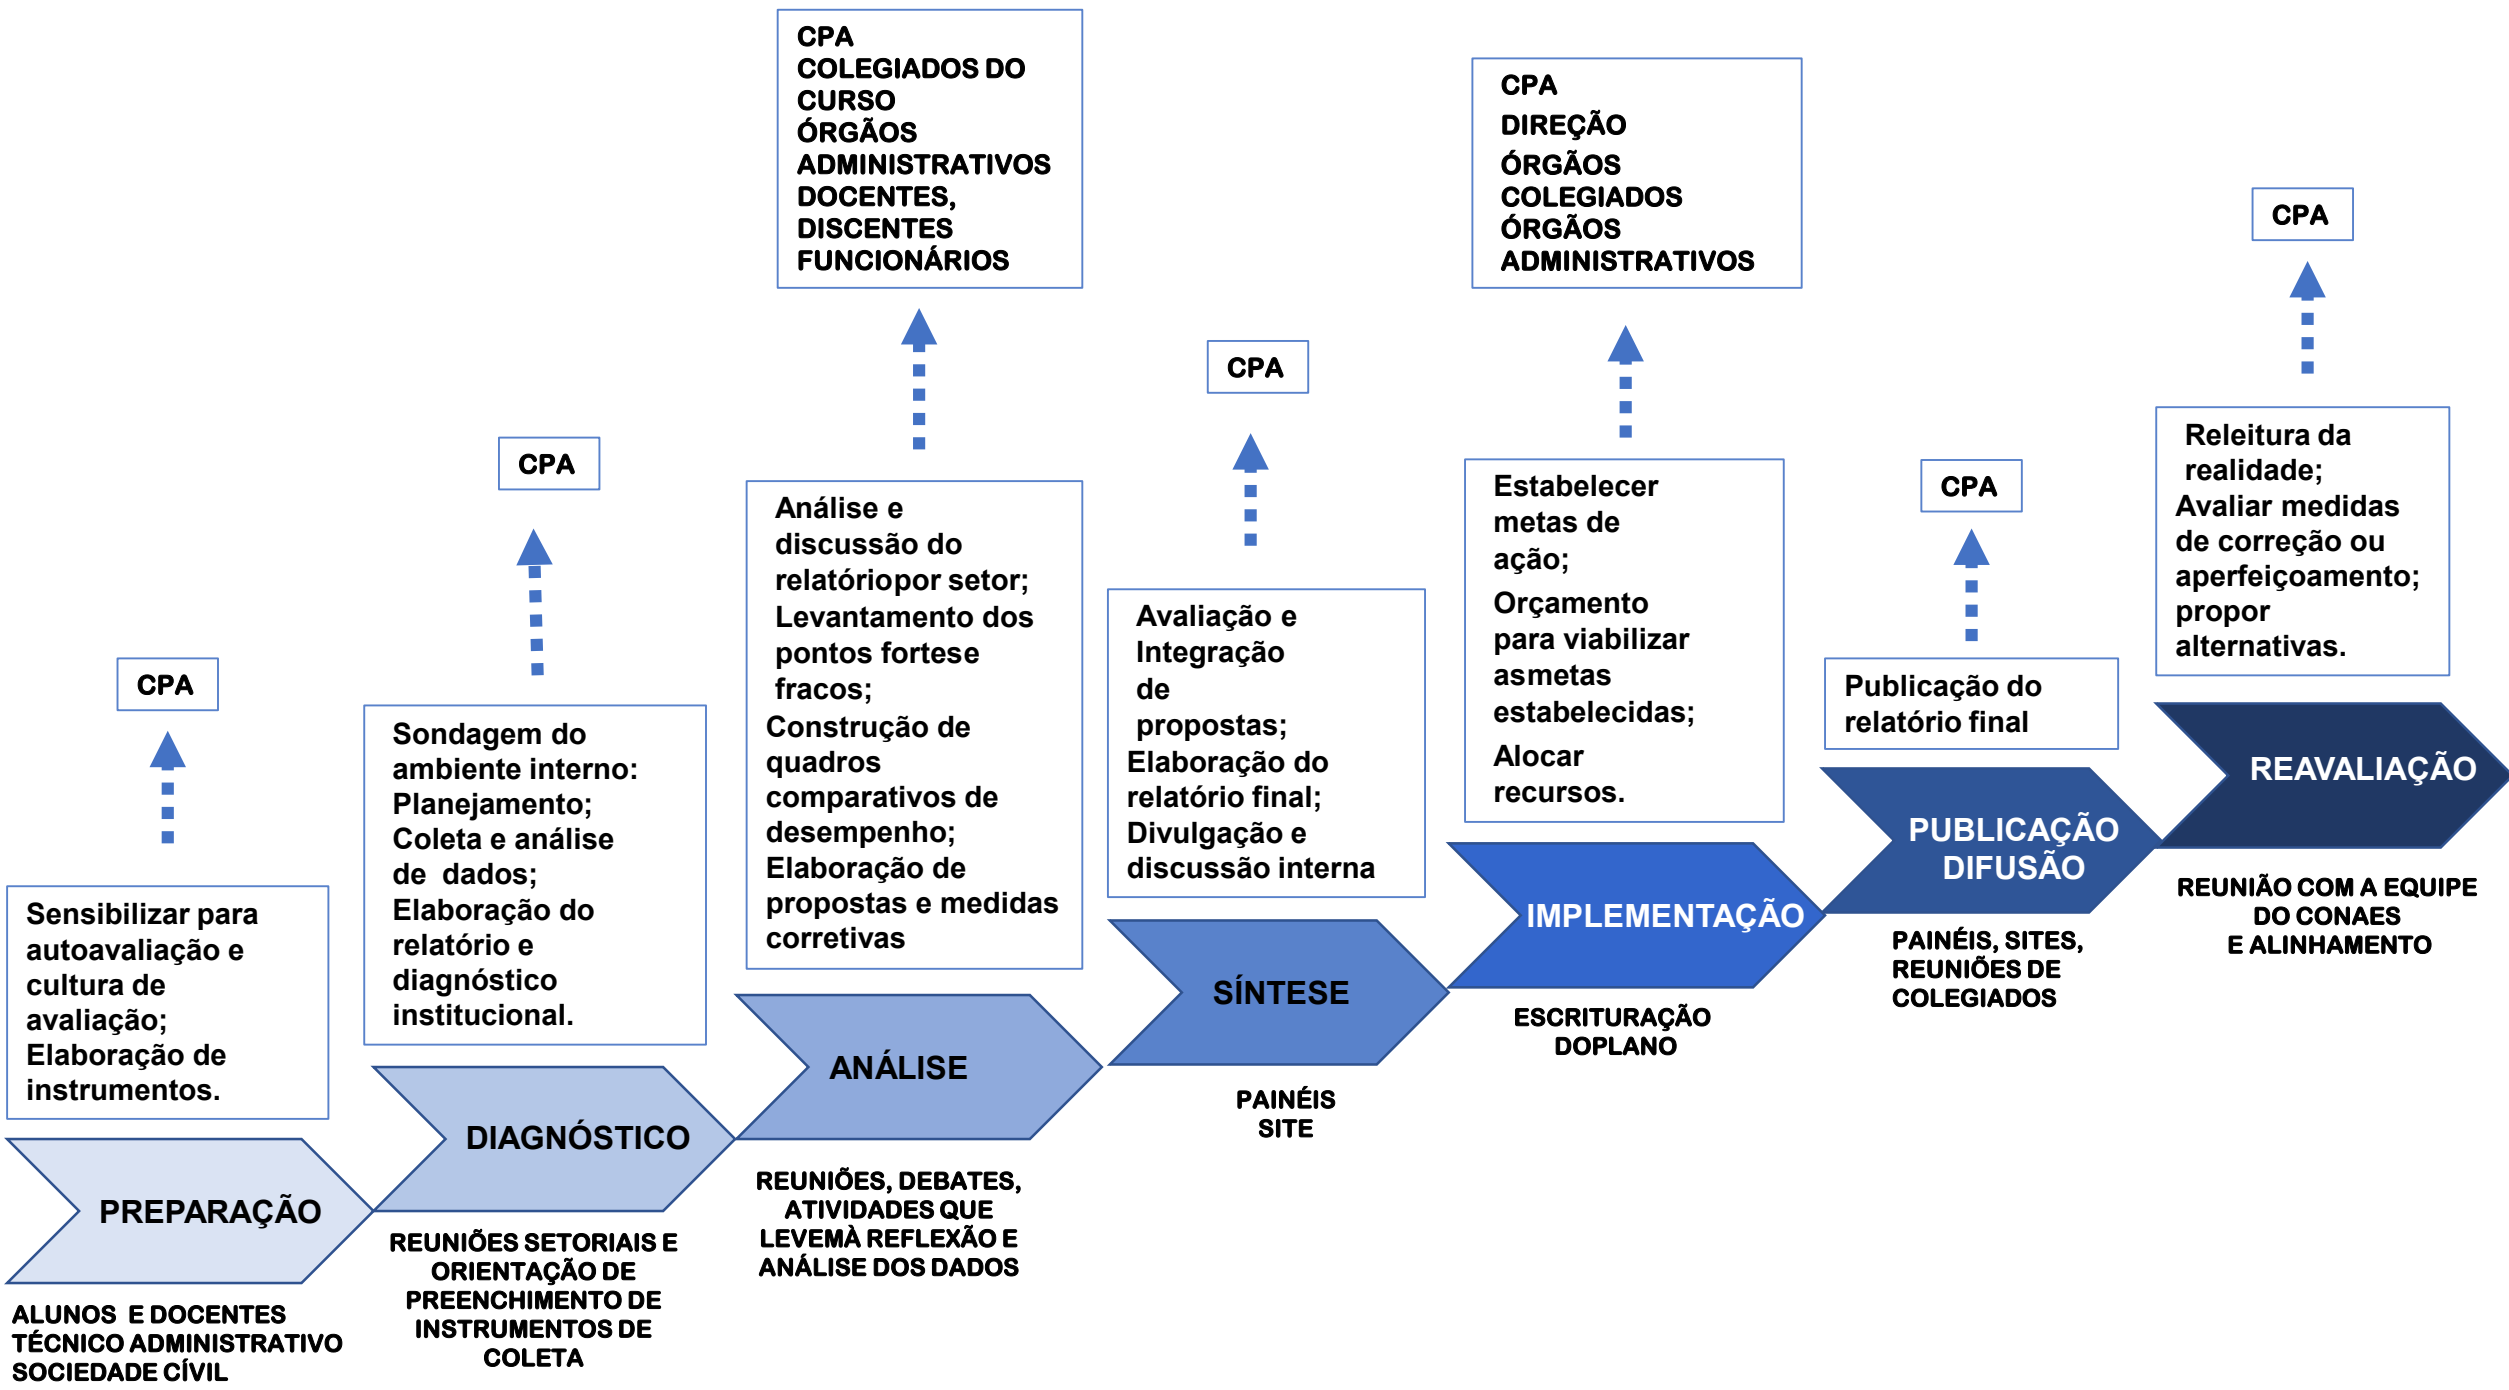 CPA
Sensibilizar para
autoavaliação e
cultura de
avaliação;
Elaboração de
instrumentos.
PREPARAÇÃO
ALUNOS E DOCENTES
TÉCNICO ADMINISTRATIVO
SOCIEDADE CÍVIL
CPA
Sondagem do
ambiente interno:
Planejamento;
Coleta e análise
de dados;
Elaboração do
relatório e
diagnóstico
institucional.
DIAGNÓSTICO
REUNIÕES SETORIAIS E
ORIENTAÇÃO DE
PREENCHIMENTO DE
INSTRUMENTOS DE
COLETA
CPA
COLEGIADOS DO
CURSO
ÓRGÃOS
ADMINISTRATIVOS
DOCENTES,
DISCENTES
FUNCIONÁRIOS
Análise e
discussão do
relatóriopor setor;
Levantamento dos
pontos fortese
fracos;
Construção de
quadros
comparativos de
desempenho;
Elaboração de
propostas e medidas
corretivas
ANÁLISE
REUNIÕES, DEBATES,
ATIVIDADES QUE
LEVEMÀ REFLEXÃO E
ANÁLISE DOS DADOS
CPA
Avaliação e
Integração
de
propostas;
Elaboração do
relatório final;
Divulgação e
discussão interna
SÍNTESE
PAINÉIS
SITE
CPA
DIREÇÃO
ÓRGÃOS
COLEGIADOS
ÓRGÃOS
ADMINISTRATIVOS
Estabelecer
metas de
ação;
Orçamento
para viabilizar
asmetas
estabelecidas;
Alocar
recursos.
IMPLEMENTAÇÃO
ESCRITURAÇÃO
DOPLANO
CPA
Publicação do
relatório final
PUBLICAÇÃO
DIFUSÃO
PAINÉIS, SITES,
REUNIÕES DE
COLEGIADOS
CPA
Releitura da
realidade;
Avaliar medidas
de correção ou
aperfeiçoamento;
propor
alternativas.
REAVALIAÇÃO
REUNIÃO COM A EQUIPE
DO CONAES
E ALINHAMENTO